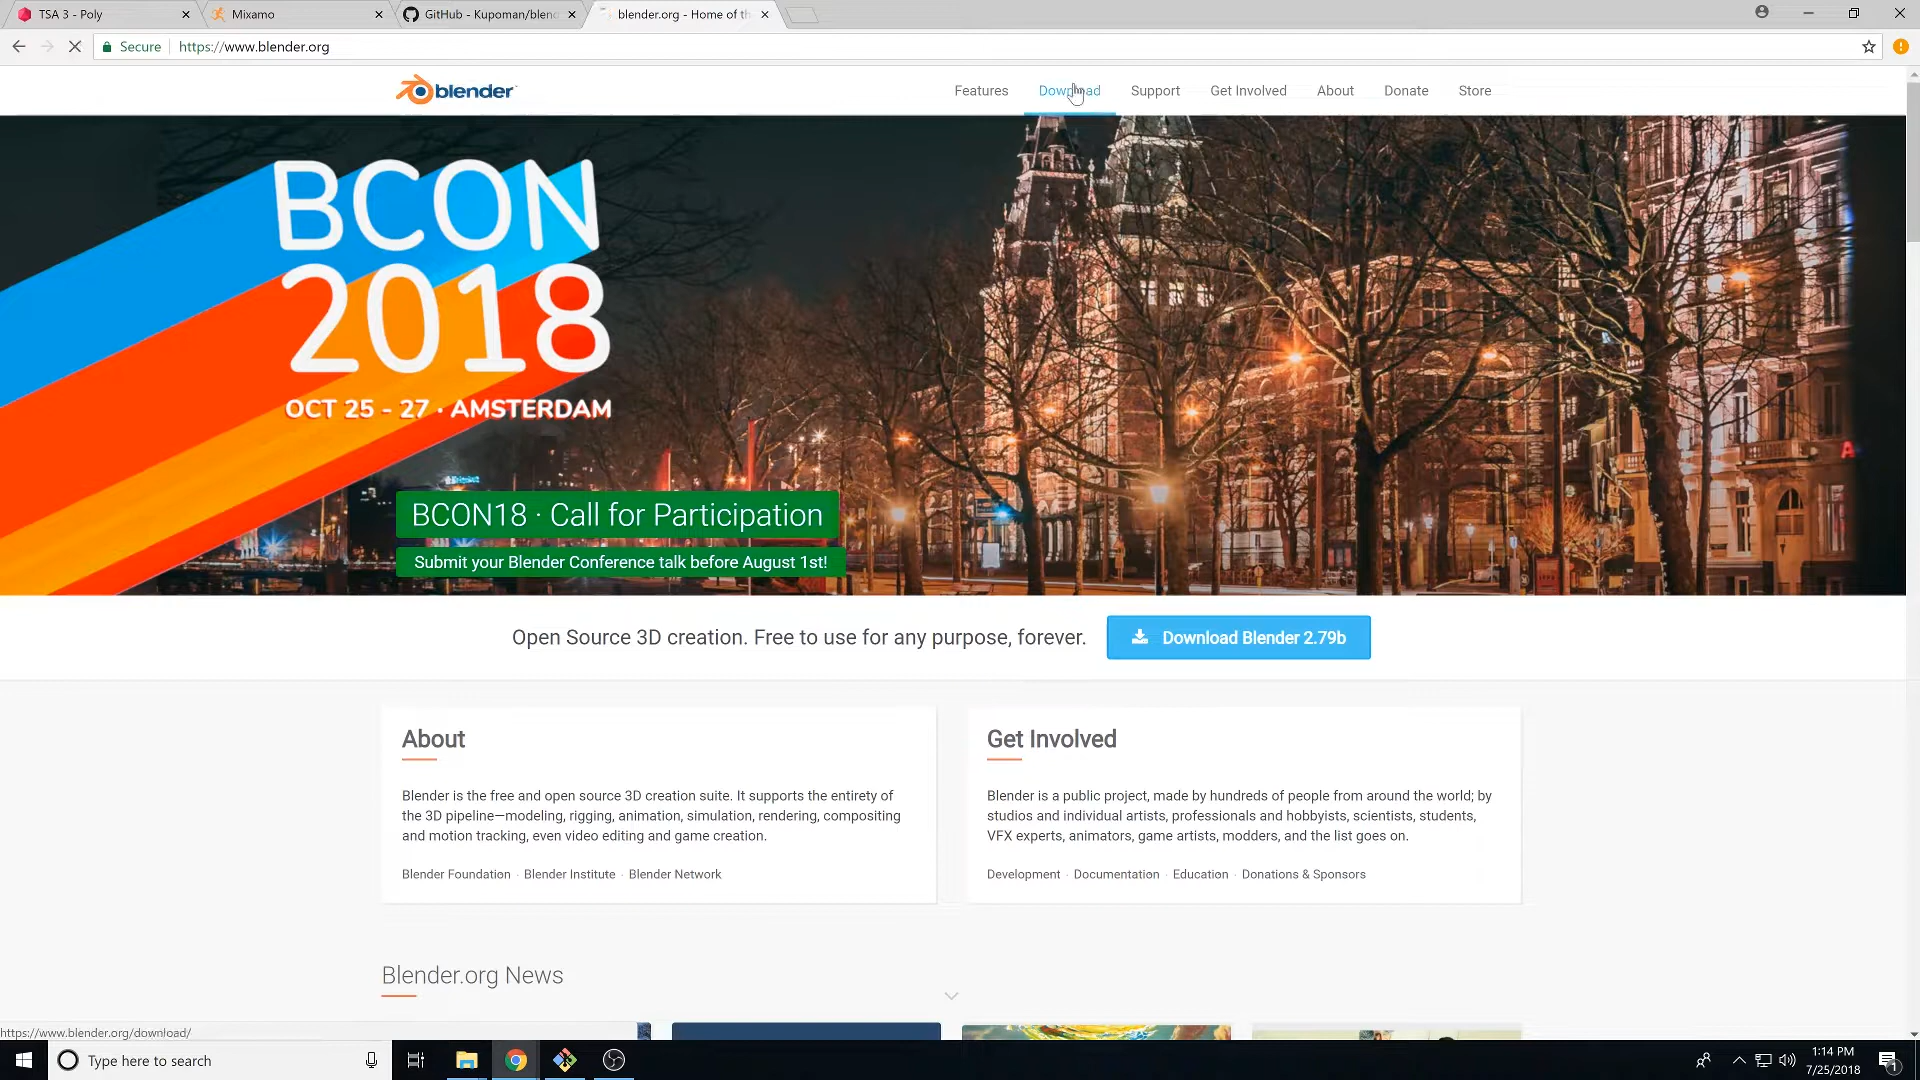 TSA 3 - Poly
Mixamo
GitHub - Kupoman/blen
blender.org - Home of th
Secure
https://www.blender.org
blender
Features
Download
Support
Get Involved
About
Donate
Store
BCON
2018
OCT 25 - 27 · AMSTERDAM
BCON18 · Call for Participation
Submit your Blender Conference talk before August 1st!
Open Source 3D creation. Free to use for any purpose, forever.
Download Blender 2.79b
About
Blender is the free and open source 3D creation suite. It supports the entirety of
the 3D pipeline—modeling, rigging, animation, simulation, rendering, compositing
and motion tracking, even video editing and game creation.
Blender Foundation · Blender Institute · Blender Network
Get Involved
Blender is a public project, made by hundreds of people from around the world; by
studios and individual artists, professionals and hobbyists, scientists, students,
VFX experts, animators, game artists, modders, and the list goes on.
Development · Documentation · Education · Donations & Sponsors
Blender.org News
https://www.blender.org/download/
Type here to search
1:14 PM
7/25/2018
1